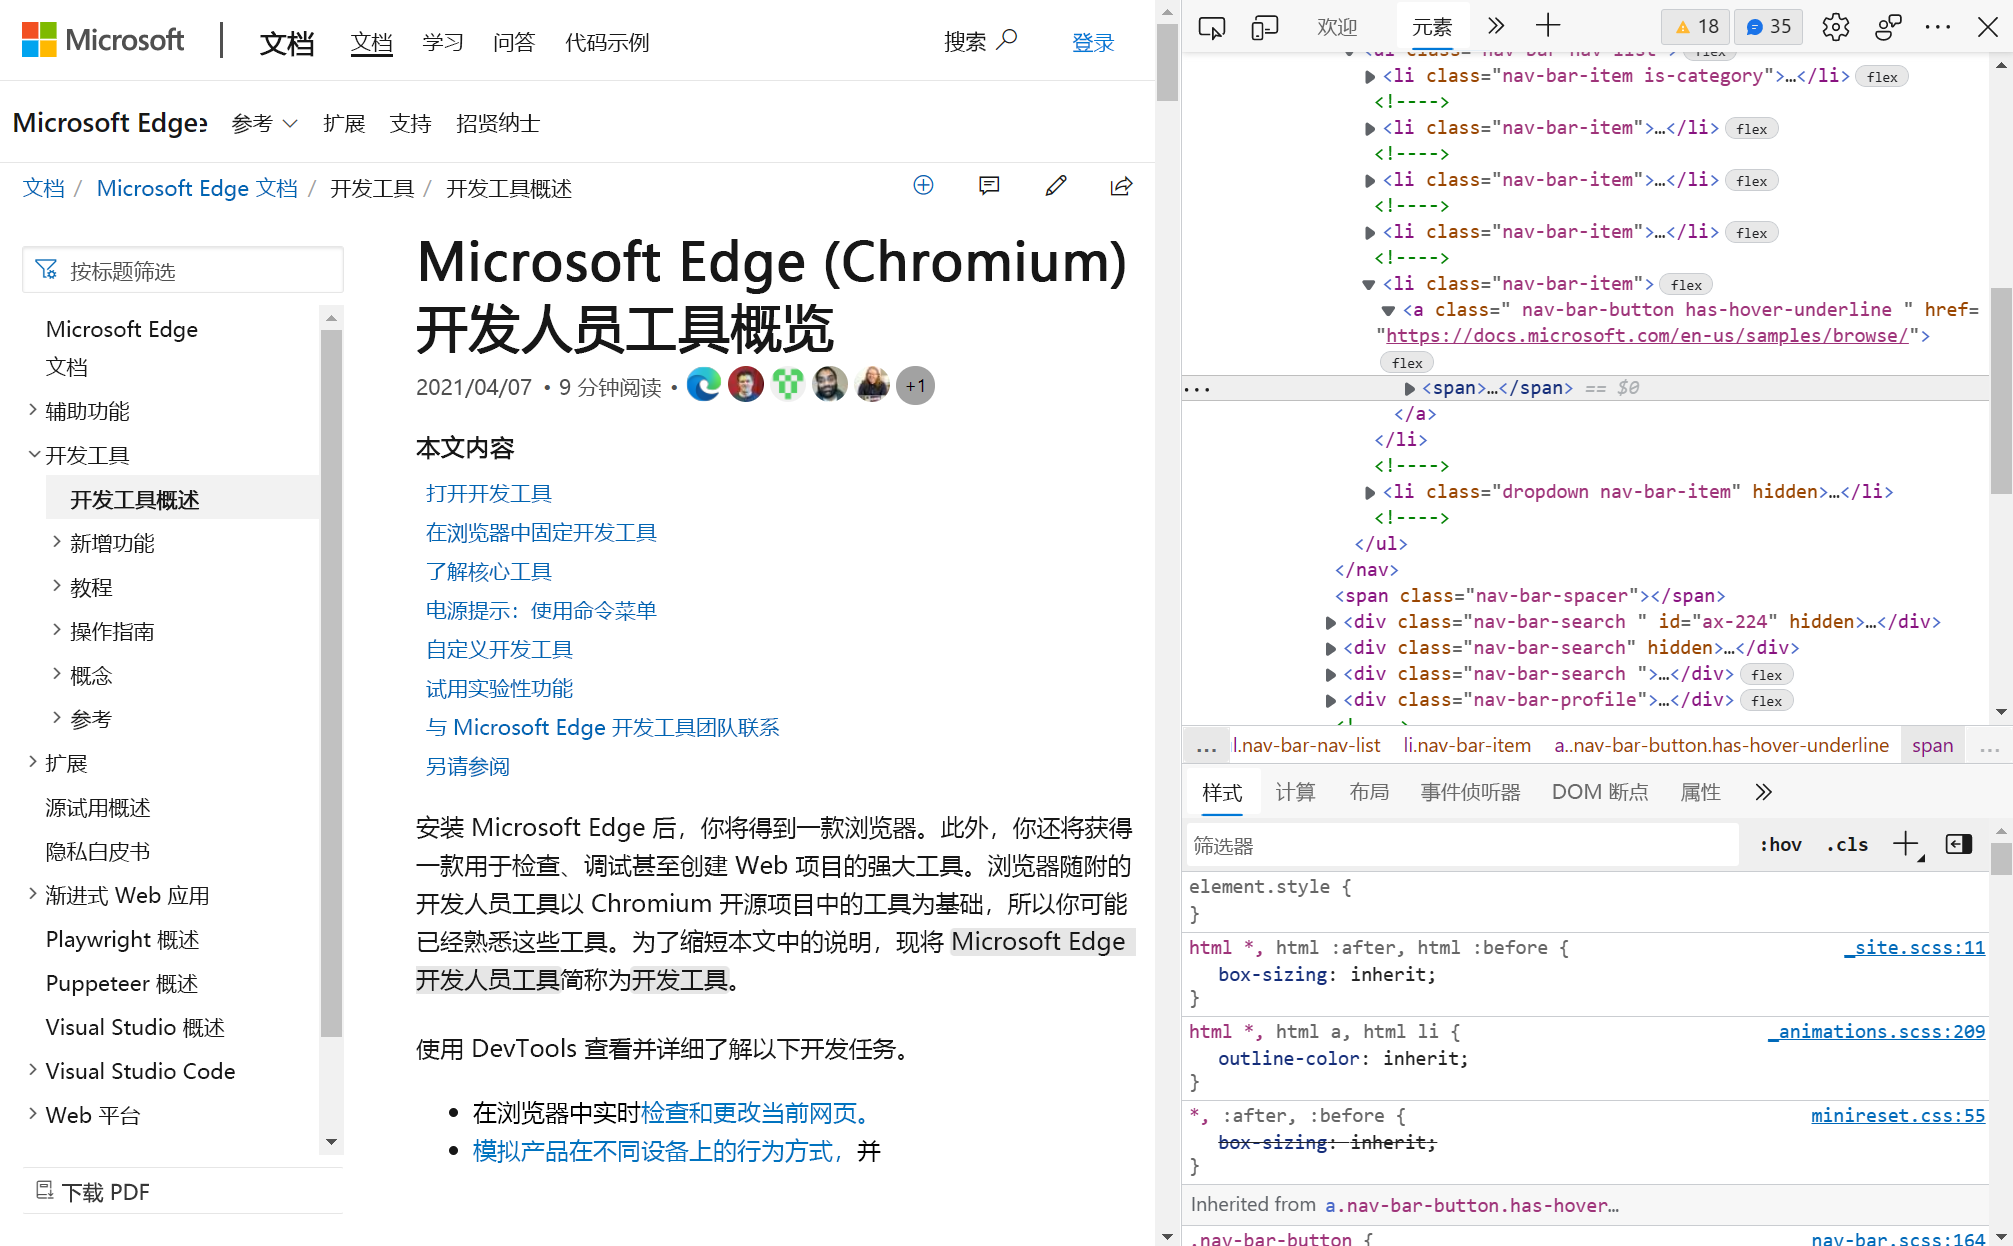 Microsoft
文档
文档
学习
问答
代码示例
搜索
登录
Microsoft Edge
参考
扩展
支持
招贤纳士
文档 / Microsoft Edge 文档 / 开发工具 / 开发工具概述
按标题筛选
Microsoft Edge
文档
辅助功能
开发工具
开发工具概述
新增功能
教程
操作指南
概念
参考
扩展
源试用概述
隐私白皮书
渐进式 Web 应用
Playwright 概述
Puppeteer 概述
Visual Studio 概述
Visual Studio Code
Web 平台
下载 PDF
Microsoft Edge (Chromium)
开发人员工具概览
2021/04/07 • 9 分钟阅读 • +1
本文内容
打开开发工具
在浏览器中固定开发工具
了解核心工具
电源提示：使用命令菜单
自定义开发工具
试用实验性功能
与 Microsoft Edge 开发工具团队联系
另请参阅
安装 Microsoft Edge 后，你将得到一款浏览器。此外，你还将获得
一款用于检查、调试甚至创建 Web 项目的强大工具。浏览器随附的
开发人员工具以 Chromium 开源项目中的工具为基础，所以你可能
已经熟悉这些工具。为了缩短本文中的说明，现将 Microsoft Edge
开发人员工具简称为开发工具。
使用 DevTools 查看并详细了解以下开发任务。
• 在浏览器中实时检查和更改当前网页。
• 模拟产品在不同设备上的行为方式，并
欢迎
元素
18
35
<ul class="nav-bar-nav-list"> flex
<li class="nav-bar-item is-category">…</li> flex
<!---->
<li class="nav-bar-item">…</li> flex
<!---->
<li class="nav-bar-item">…</li> flex
<!---->
<li class="nav-bar-item">…</li> flex
<!---->
<li class="nav-bar-item"> flex
<a class=" nav-bar-button has-hover-underline " href=
"https://docs.microsoft.com/en-us/samples/browse/">
flex
… <span>…</span> == $0
</a>
</li>
<!---->
<li class="dropdown nav-bar-item" hidden>…</li>
<!---->
</ul>
</nav>
<span class="nav-bar-spacer"></span>
<div class="nav-bar-search " id="ax-224" hidden>…</div>
<div class="nav-bar-search" hidden>…</div>
<div class="nav-bar-search ">…</div> flex
<div class="nav-bar-profile">…</div> flex
<!---->
… l.nav-bar-nav-list li.nav-bar-item a..nav-bar-button.has-hover-underline span …
样式
计算
布局
事件侦听器
DOM 断点
属性
筛选器
:hov
.cls
element.style {
}
html *, html :after, html :before {
_site.scss:11
box-sizing: inherit;
}
html *, html a, html li {
_animations.scss:209
outline-color: inherit;
}
*, :after, :before {
minireset.css:55
box-sizing: inherit;
}
Inherited from a.nav-bar-button.has-hover…
.nav-bar-button {
nav-bar.scss:164